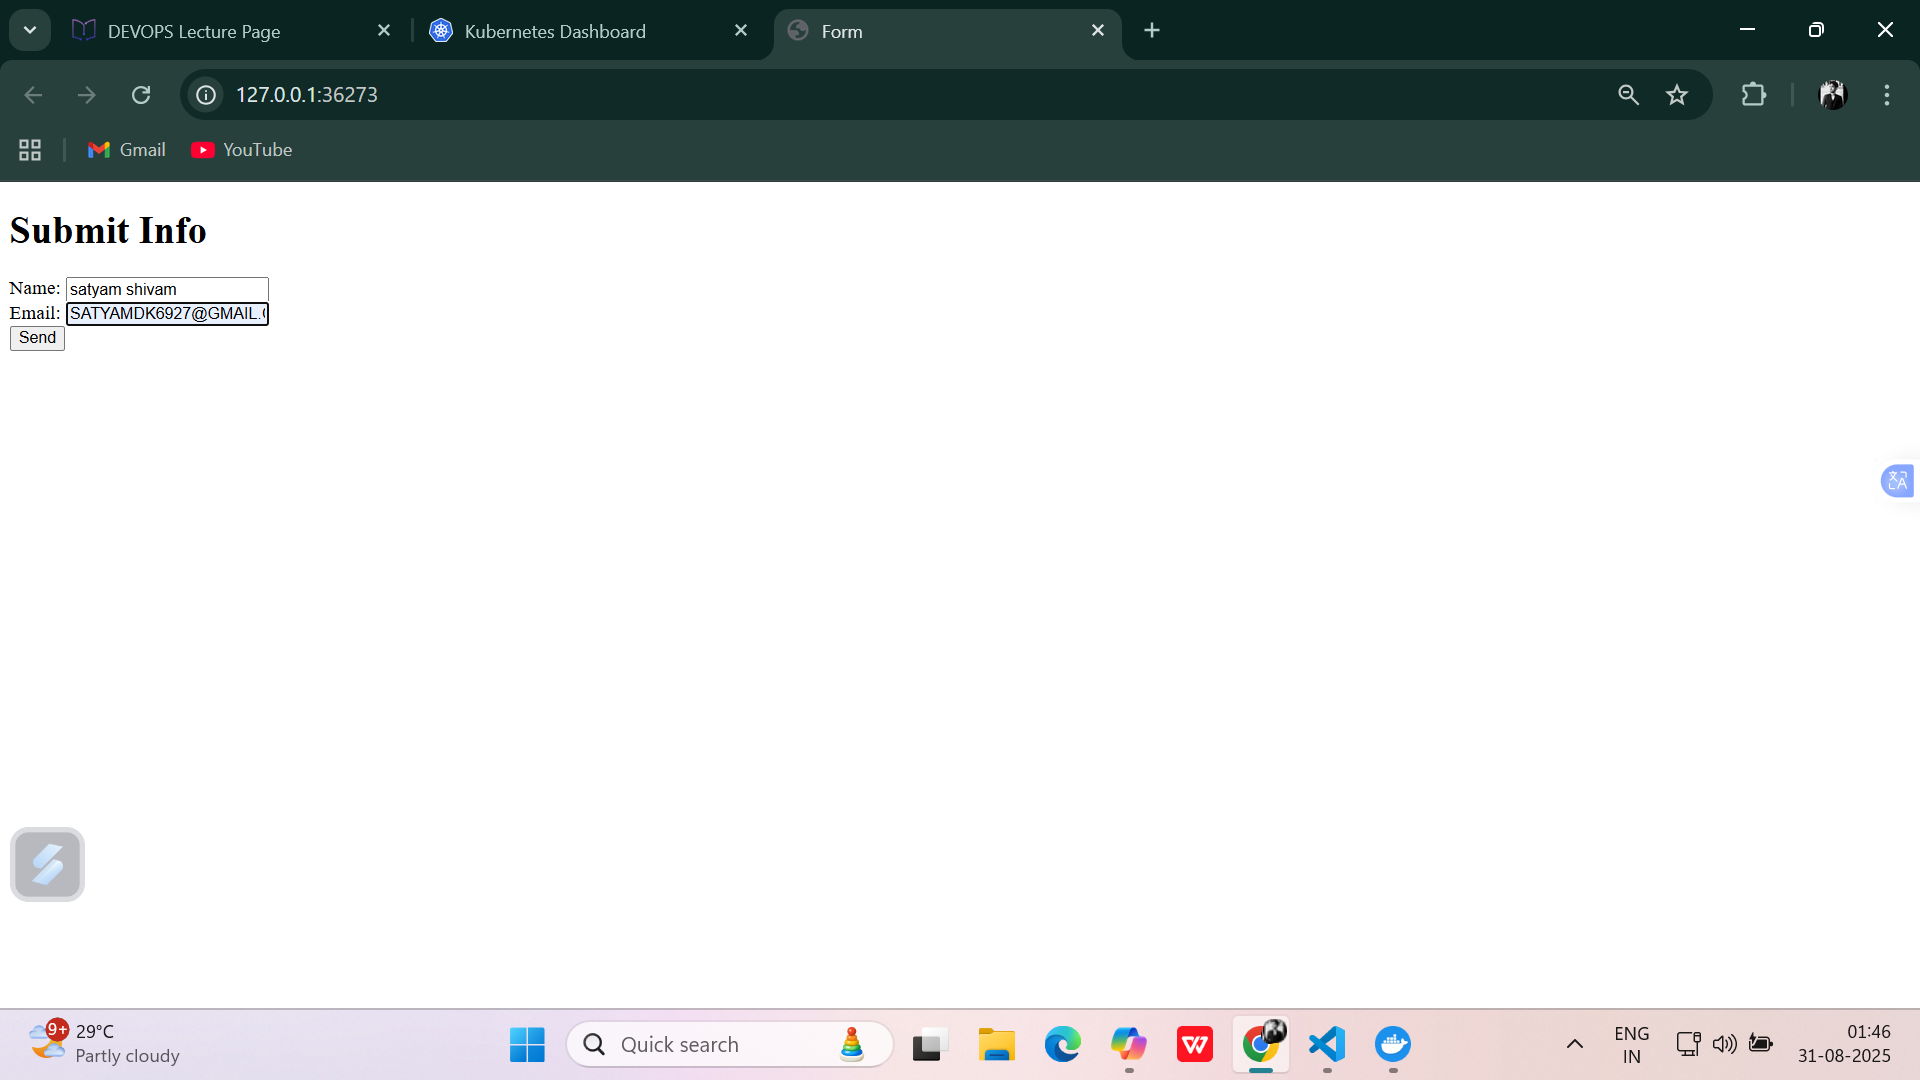 DEVOPS Lecture Page
Kubernetes Dashboard
Form
127.0.0.1:36273
Gmail
YouTube
Submit Info
Name: satyam shivam
Email: SATYAMDK6927@GMAIL.
Send
9+
29°C
Partly cloudy
Quick search
ENG
IN
01:46
31-08-2025